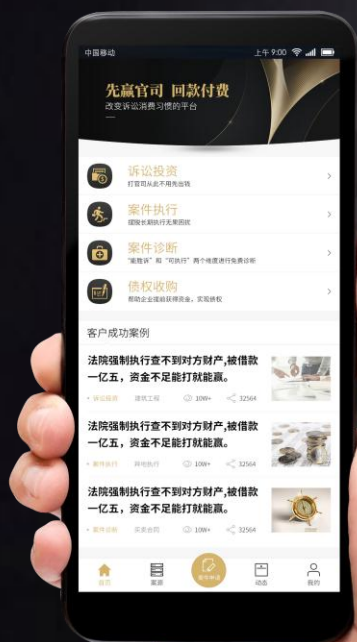 中国移动
上午 9:00
先赢官司 回款付费
改变诉讼消费习惯的平台
诉讼投资
打官司从此不用先出钱
案件执行
摆脱长期执行无果困扰
案件诊断
“能胜诉”和“可执行”两个维度进行免费诊断
债权收购
帮助企业提前获得资金，实现债权
客户成功案例
法院强制执行查不到对方财产,被借款
一亿五，资金不足能打就能赢。
• 诉讼投资 建筑工程 10W+ 32564
法院强制执行查不到对方财产,被借款
一亿五，资金不足能打就能赢。
• 案件执行 异地执行 10W+ 32564
法院强制执行查不到对方财产,被借款
一亿五，资金不足能打就能赢。
• 案件诊断 买卖合同 10W+ 32564
首页 案源 案件申请 动态 我的